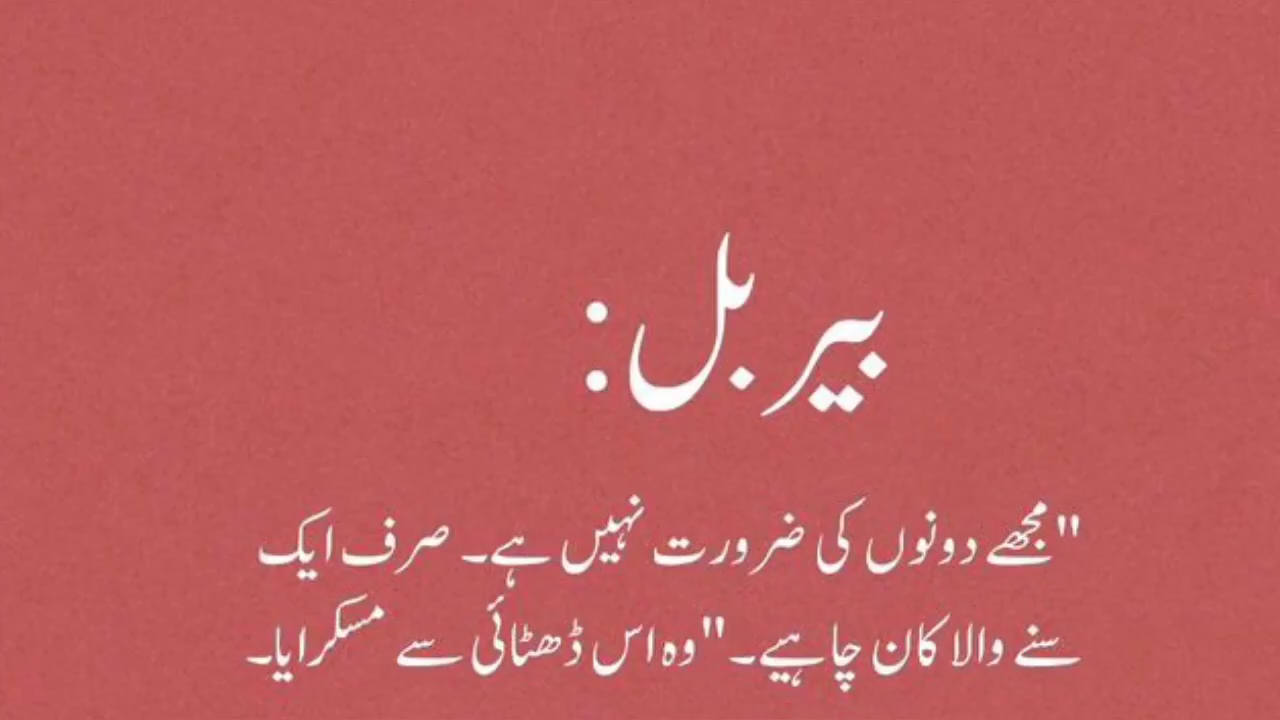 بیربل:
"مجھے دونوں کی ضرورت نہیں ہے۔ صرف ایک
سنے والا کان چاہیے۔" وہ اس ڈھٹائی سے مسکرایا۔